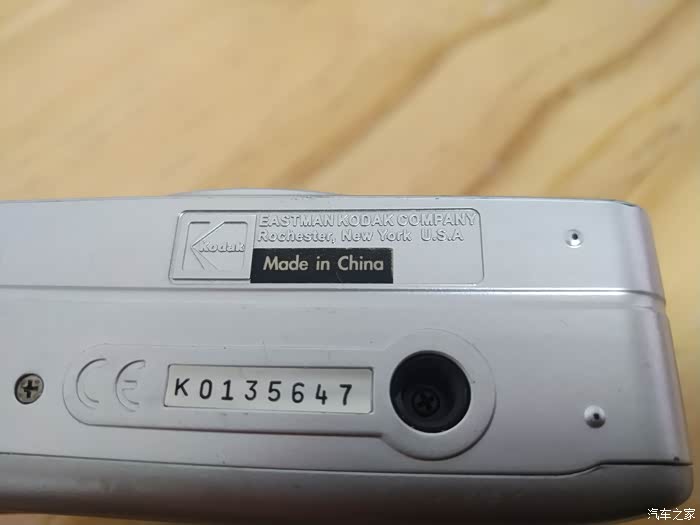 kodak
EASTMAN KODAK COMPANY
Rochester, New York U.S.A
Made in China
CE
K0135647
汽车之家